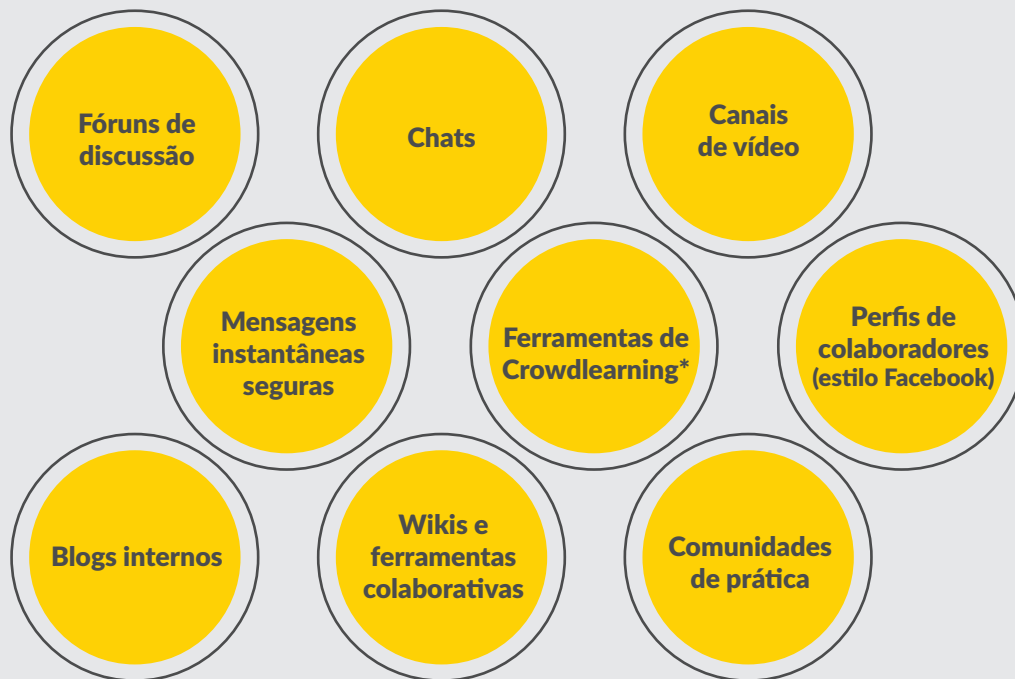 Fóruns de
discussão
Chats
Canais
de vídeo
Mensagens
instantâneas
seguras
Ferramentas de
Crowdlearning*
Perfis de
colaboradores
(estilo Facebook)
Blogs internos
Wikis e
ferramentas
colaborativas
Comunidades
de prática